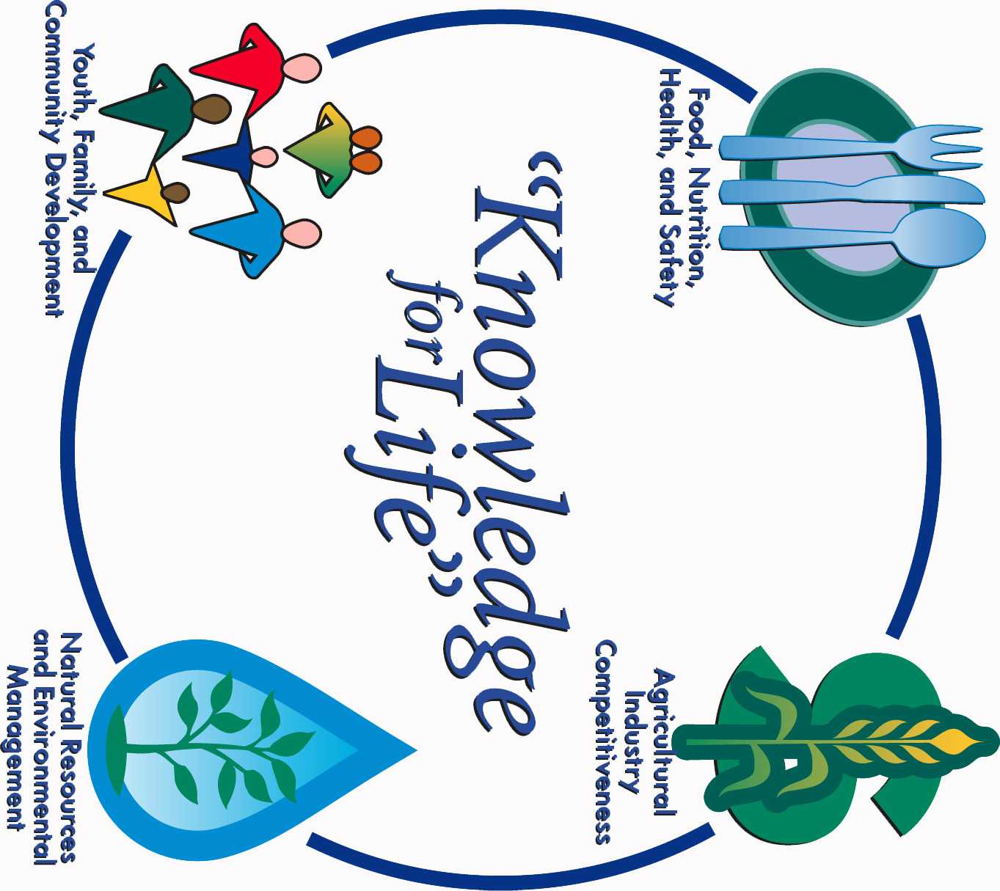 Food, Nutrition,
Health, and Safety
Agricultural
Industry
Competitiveness
“Knowledge
for Life”
Youth, Family, and
Community Development
Natural Resources
and Environmental
Management